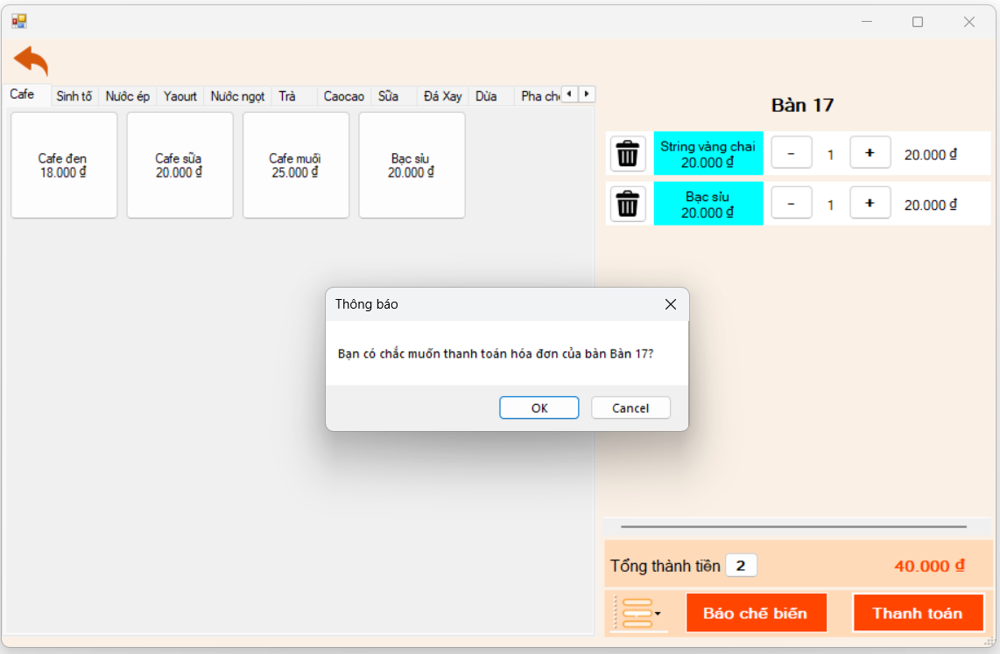 Cafe
Sinh tố
Nước ép
Yaourt
Nước ngọt
Trà
Caocao
Sữa
Đá Xay
Dừa
Pha ch
Cafe đen
18.000 ₫
Cafe sữa
20.000 ₫
Cafe muối
25.000 ₫
Bạc sỉu
20.000 ₫
Bàn 17
String vàng chai
20.000 ₫
-
1
+
20.000 ₫
Bạc sỉu
20.000 ₫
-
1
+
20.000 ₫
Thông báo
Bạn có chắc muốn thanh toán hóa đơn của bàn Bàn 17?
OK
Cancel
Tổng thành tiền
2
40.000 ₫
Báo chế biến
Thanh toán